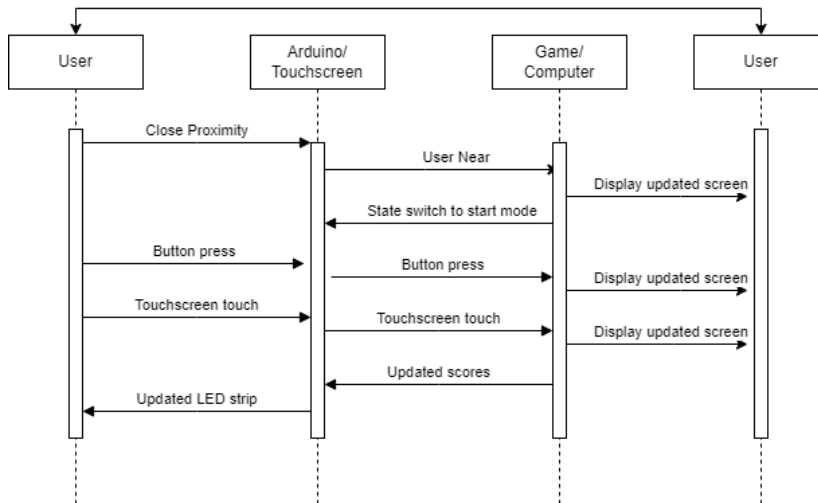 User
Arduino/
Touchscreen
Game/
Computer
User
Close Proximity
User Near
Display updated screen
State switch to start mode
Button press
Button press
Display updated screen
Touchscreen touch
Touchscreen touch
Display updated screen
Updated scores
Updated LED strip